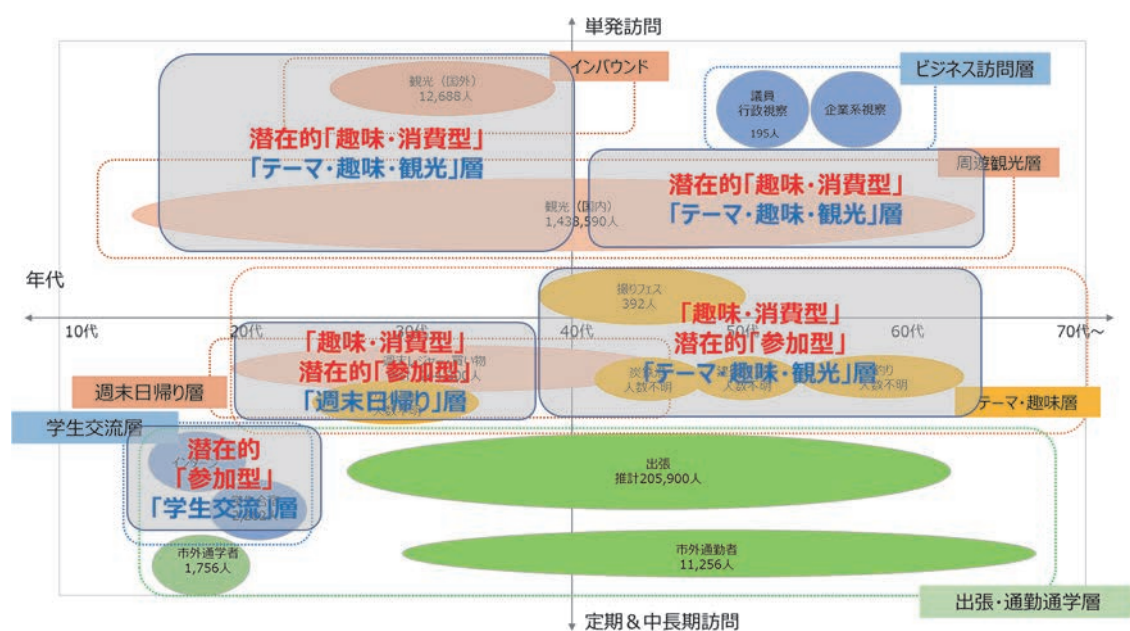 単発訪問
インバウンド
ビジネス訪問層
観光（国外）
12,688人
議員
行政視察
195人
企業系視察
潜在的「趣味・消費型」
「テーマ・趣味・観光」層
周遊観光層
潜在的「趣味・消費型」
「テーマ・趣味・観光」層
観光（国内）
1,433,590人
年代
撮りフェス
392人
10代
20代
30代
40代
50代
60代
70代～
「趣味・消費型」
潜在的「参加型」
「週末日帰り」層
「趣味・消費型」
潜在的「参加型」
「テーマ・趣味・観光」層
人数不明
人数不明
人数不明
人数不明
週末日帰り層
テーマ・趣味層
学生交流層
潜在的
「参加型」
「学生交流」層
出張
推計205,900人
市外通学者
1,756人
市外通勤者
11,256人
出張・通勤通学層
定期＆中長期訪問